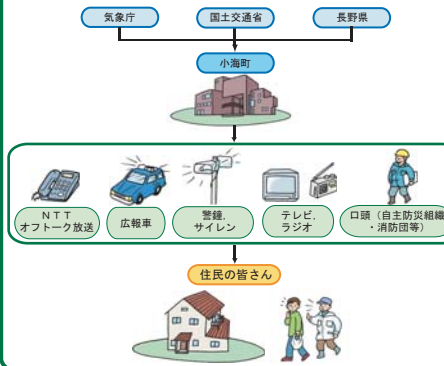 気象庁
国土交通省
長野県
小海町
NTT
オフトーク放送
広報車
警鐘,
サイレン
テレビ,
ラジオ
口頭（自主防災組織
・消防団等）
住民の皆さん